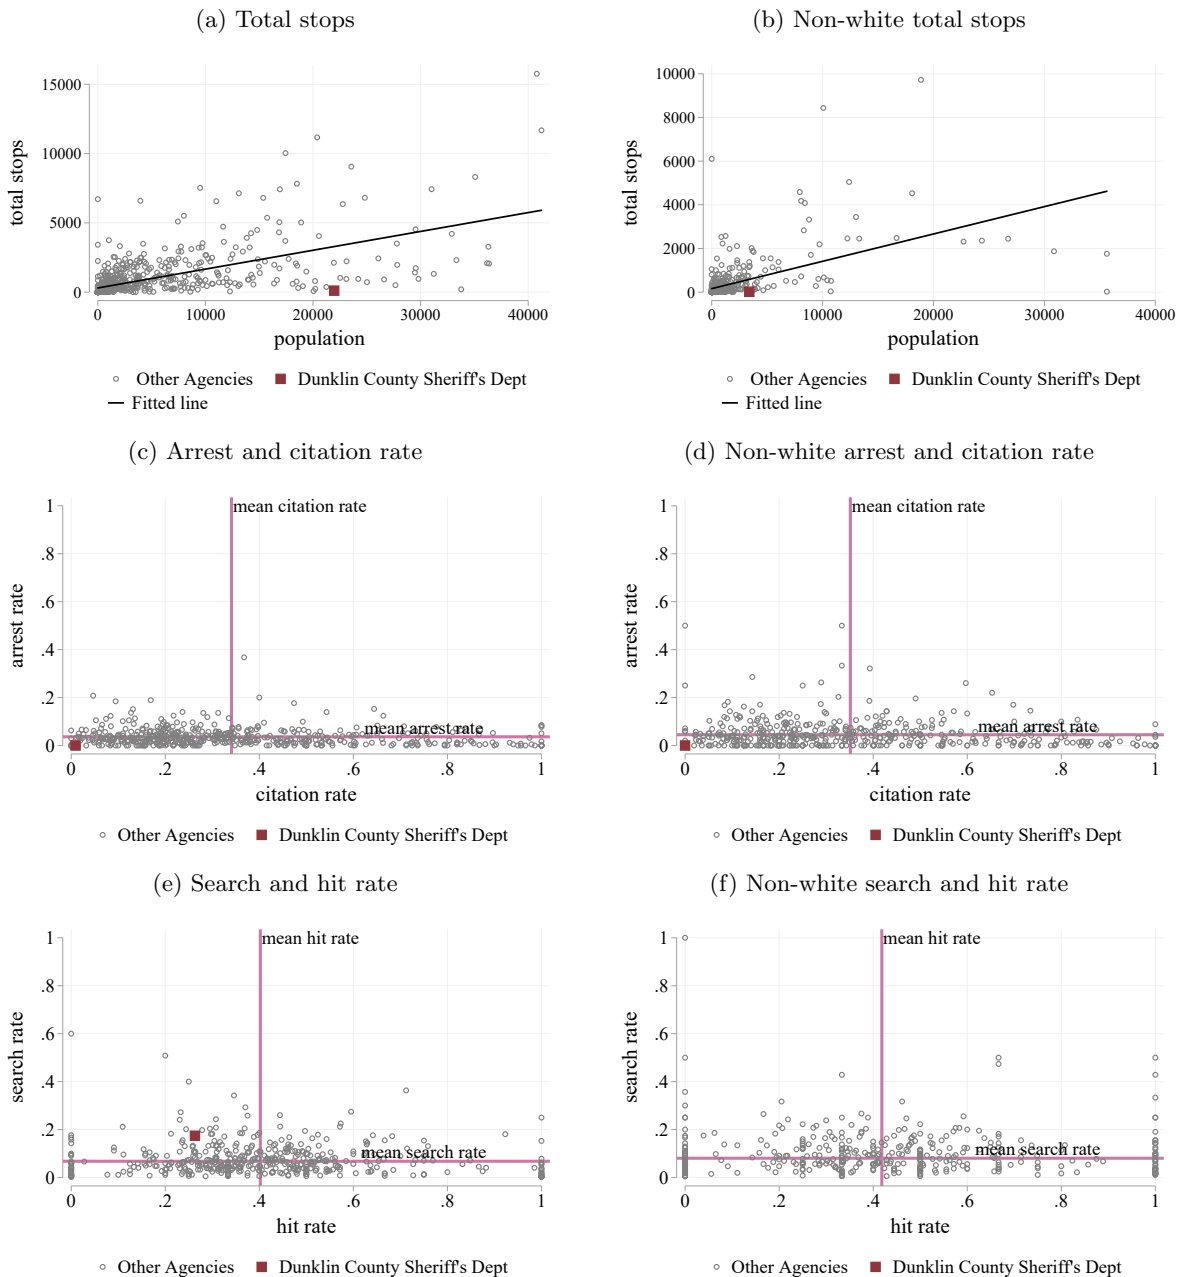 (a) Total stops
total stops
15000
10000
5000
0
0 10000 20000 30000 40000
population
Other Agencies Dunklin County Sheriff's Dept
Fitted line
(b) Non-white total stops
total stops
10000
8000
6000
4000
2000
0
0 10000 20000 30000 40000
population
Other Agencies Dunklin County Sheriff's Dept
Fitted line
(c) Arrest and citation rate
arrest rate
1
.8
.6
.4
.2
0
mean citation rate
mean arrest rate
0 .2 .4 .6 .8 1
citation rate
Other Agencies Dunklin County Sheriff's Dept
(d) Non-white arrest and citation rate
arrest rate
1
.8
.6
.4
.2
0
mean citation rate
mean arrest rate
0 .2 .4 .6 .8 1
citation rate
Other Agencies Dunklin County Sheriff's Dept
(e) Search and hit rate
search rate
1
.8
.6
.4
.2
0
mean hit rate
mean search rate
0 .2 .4 .6 .8 1
hit rate
Other Agencies Dunklin County Sheriff's Dept
(f) Non-white search and hit rate
search rate
1
.8
.6
.4
.2
0
mean hit rate
mean search rate
0 .2 .4 .6 .8 1
hit rate
Other Agencies Dunklin County Sheriff's Dept